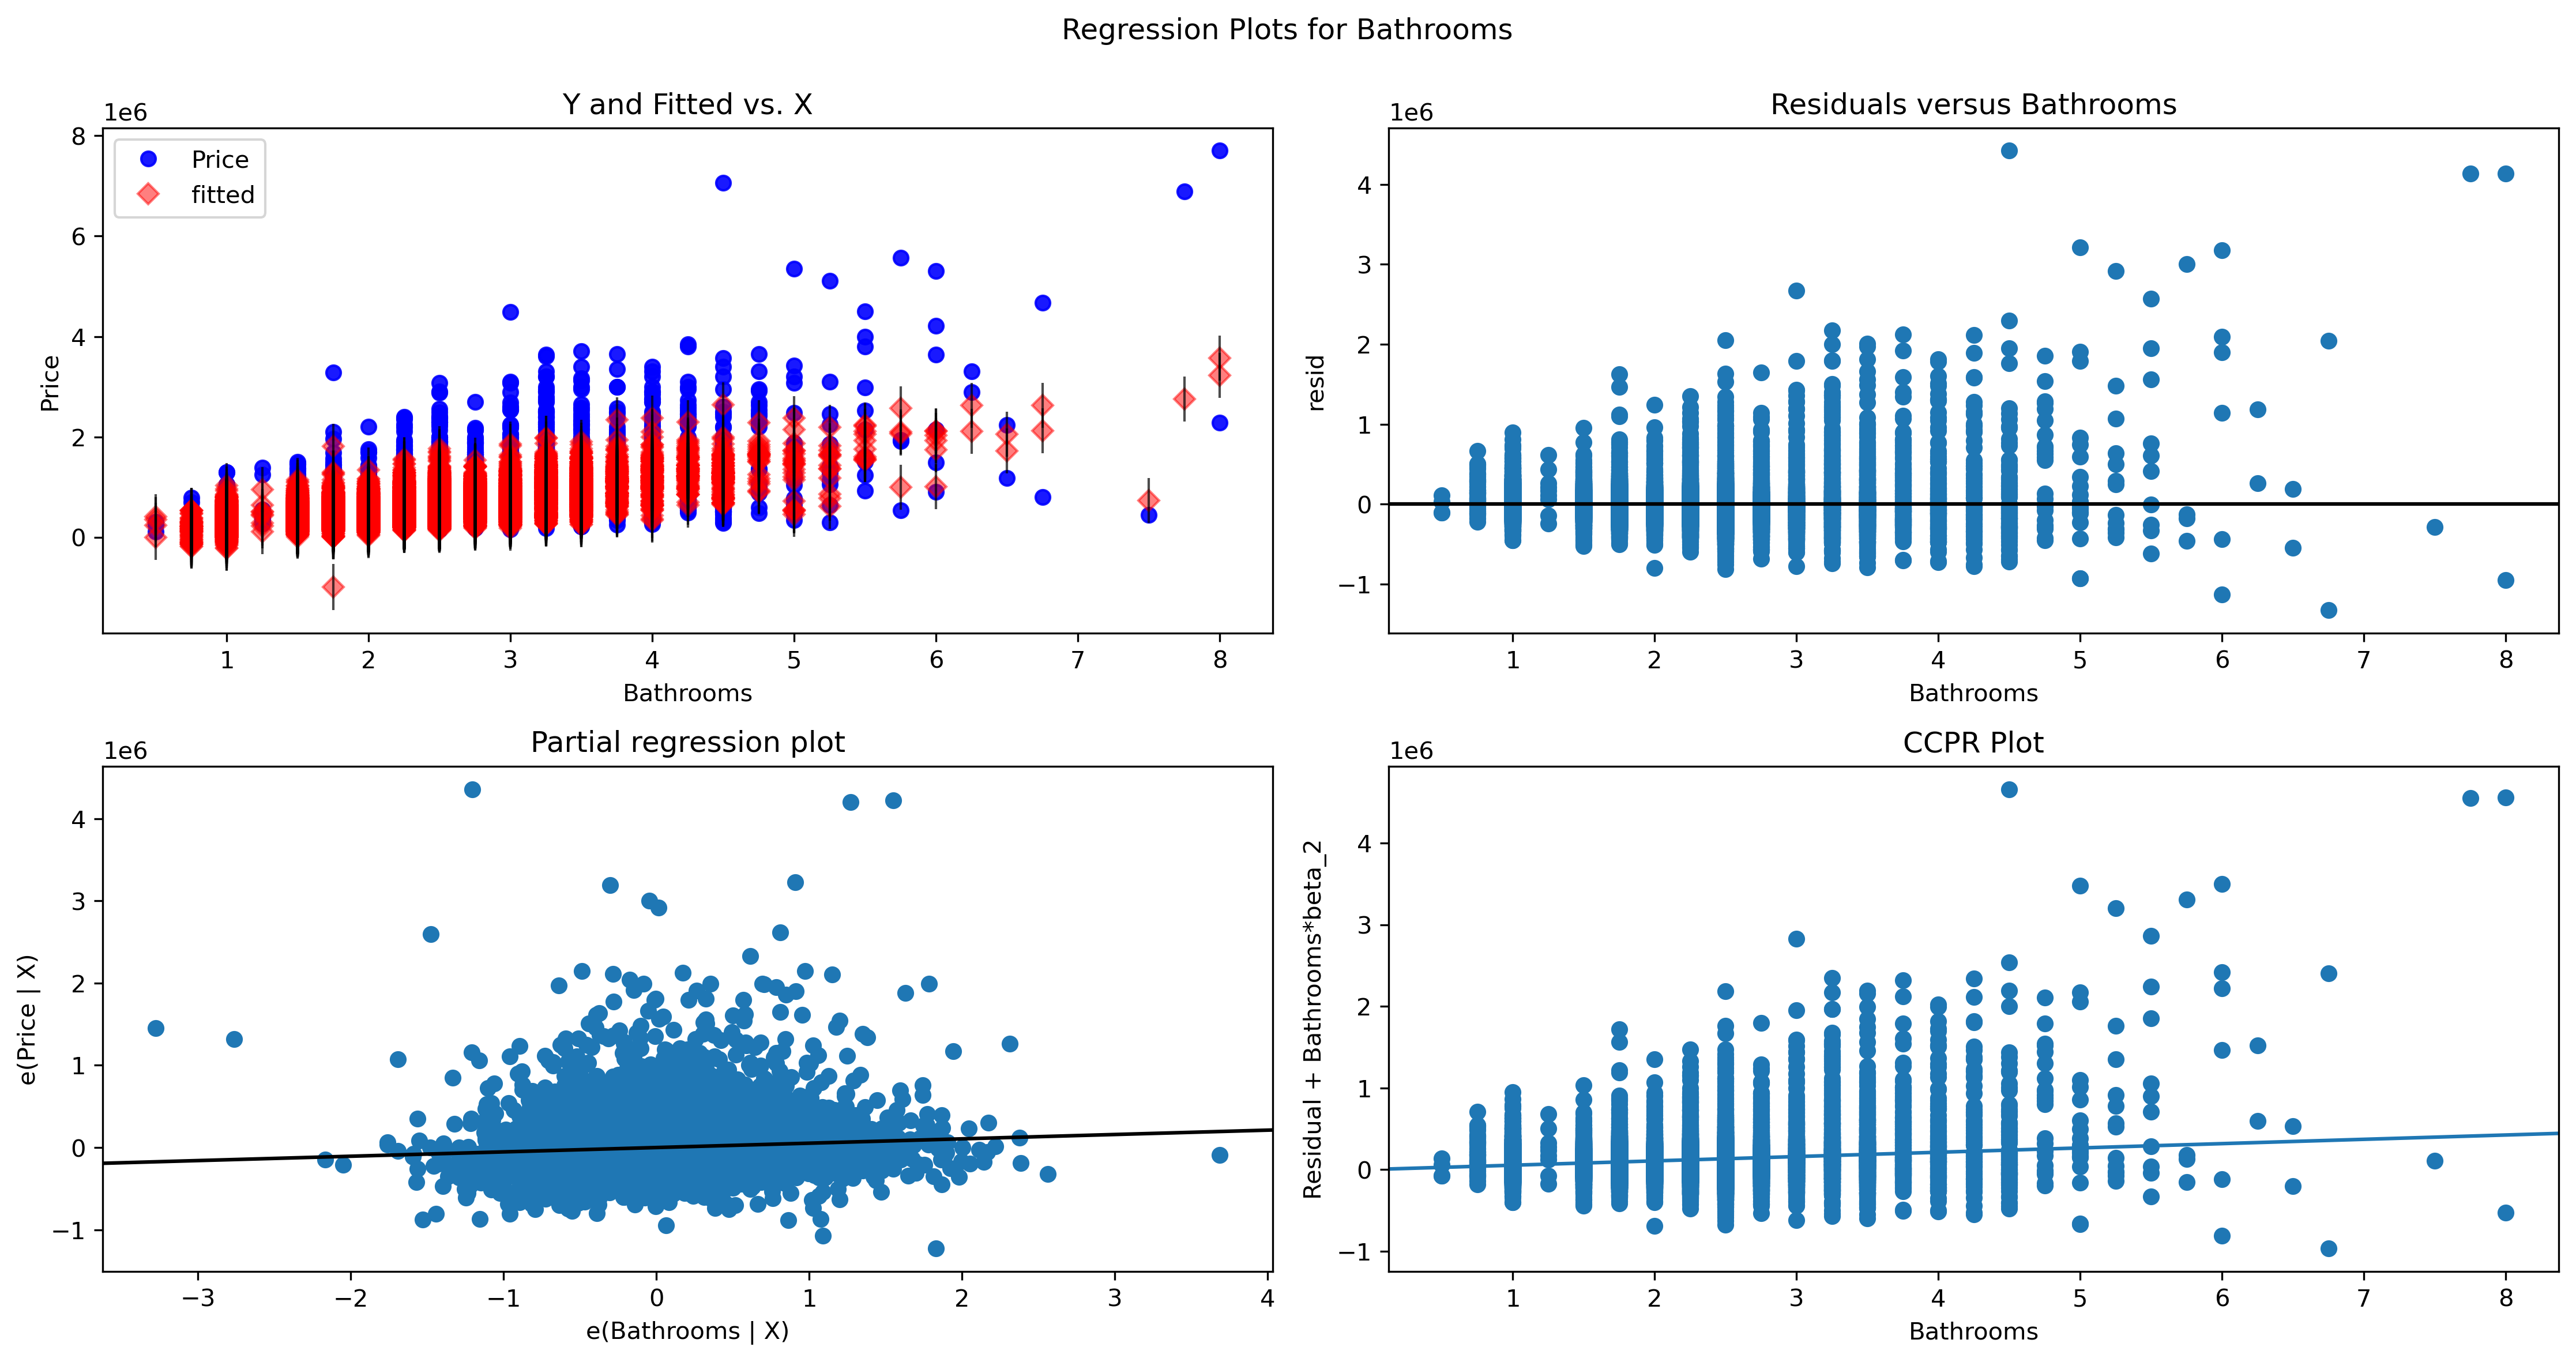 Regression Plots for Bathrooms
Y and Fitted vs. X
1e6
Price
fitted
8
6
4
2
0
Price
1 2 3 4 5 6 7 8
Bathrooms
Residuals versus Bathrooms
1e6
4
3
2
1
0
−1
resid
1 2 3 4 5 6 7 8
Bathrooms
Partial regression plot
1e6
4
3
2
1
0
−1
e(Price | X)
−3 −2 −1 0 1 2 3 4
e(Bathrooms | X)
CCPR Plot
1e6
4
3
2
1
0
−1
Residual + Bathrooms*beta_2
1 2 3 4 5 6 7 8
Bathrooms